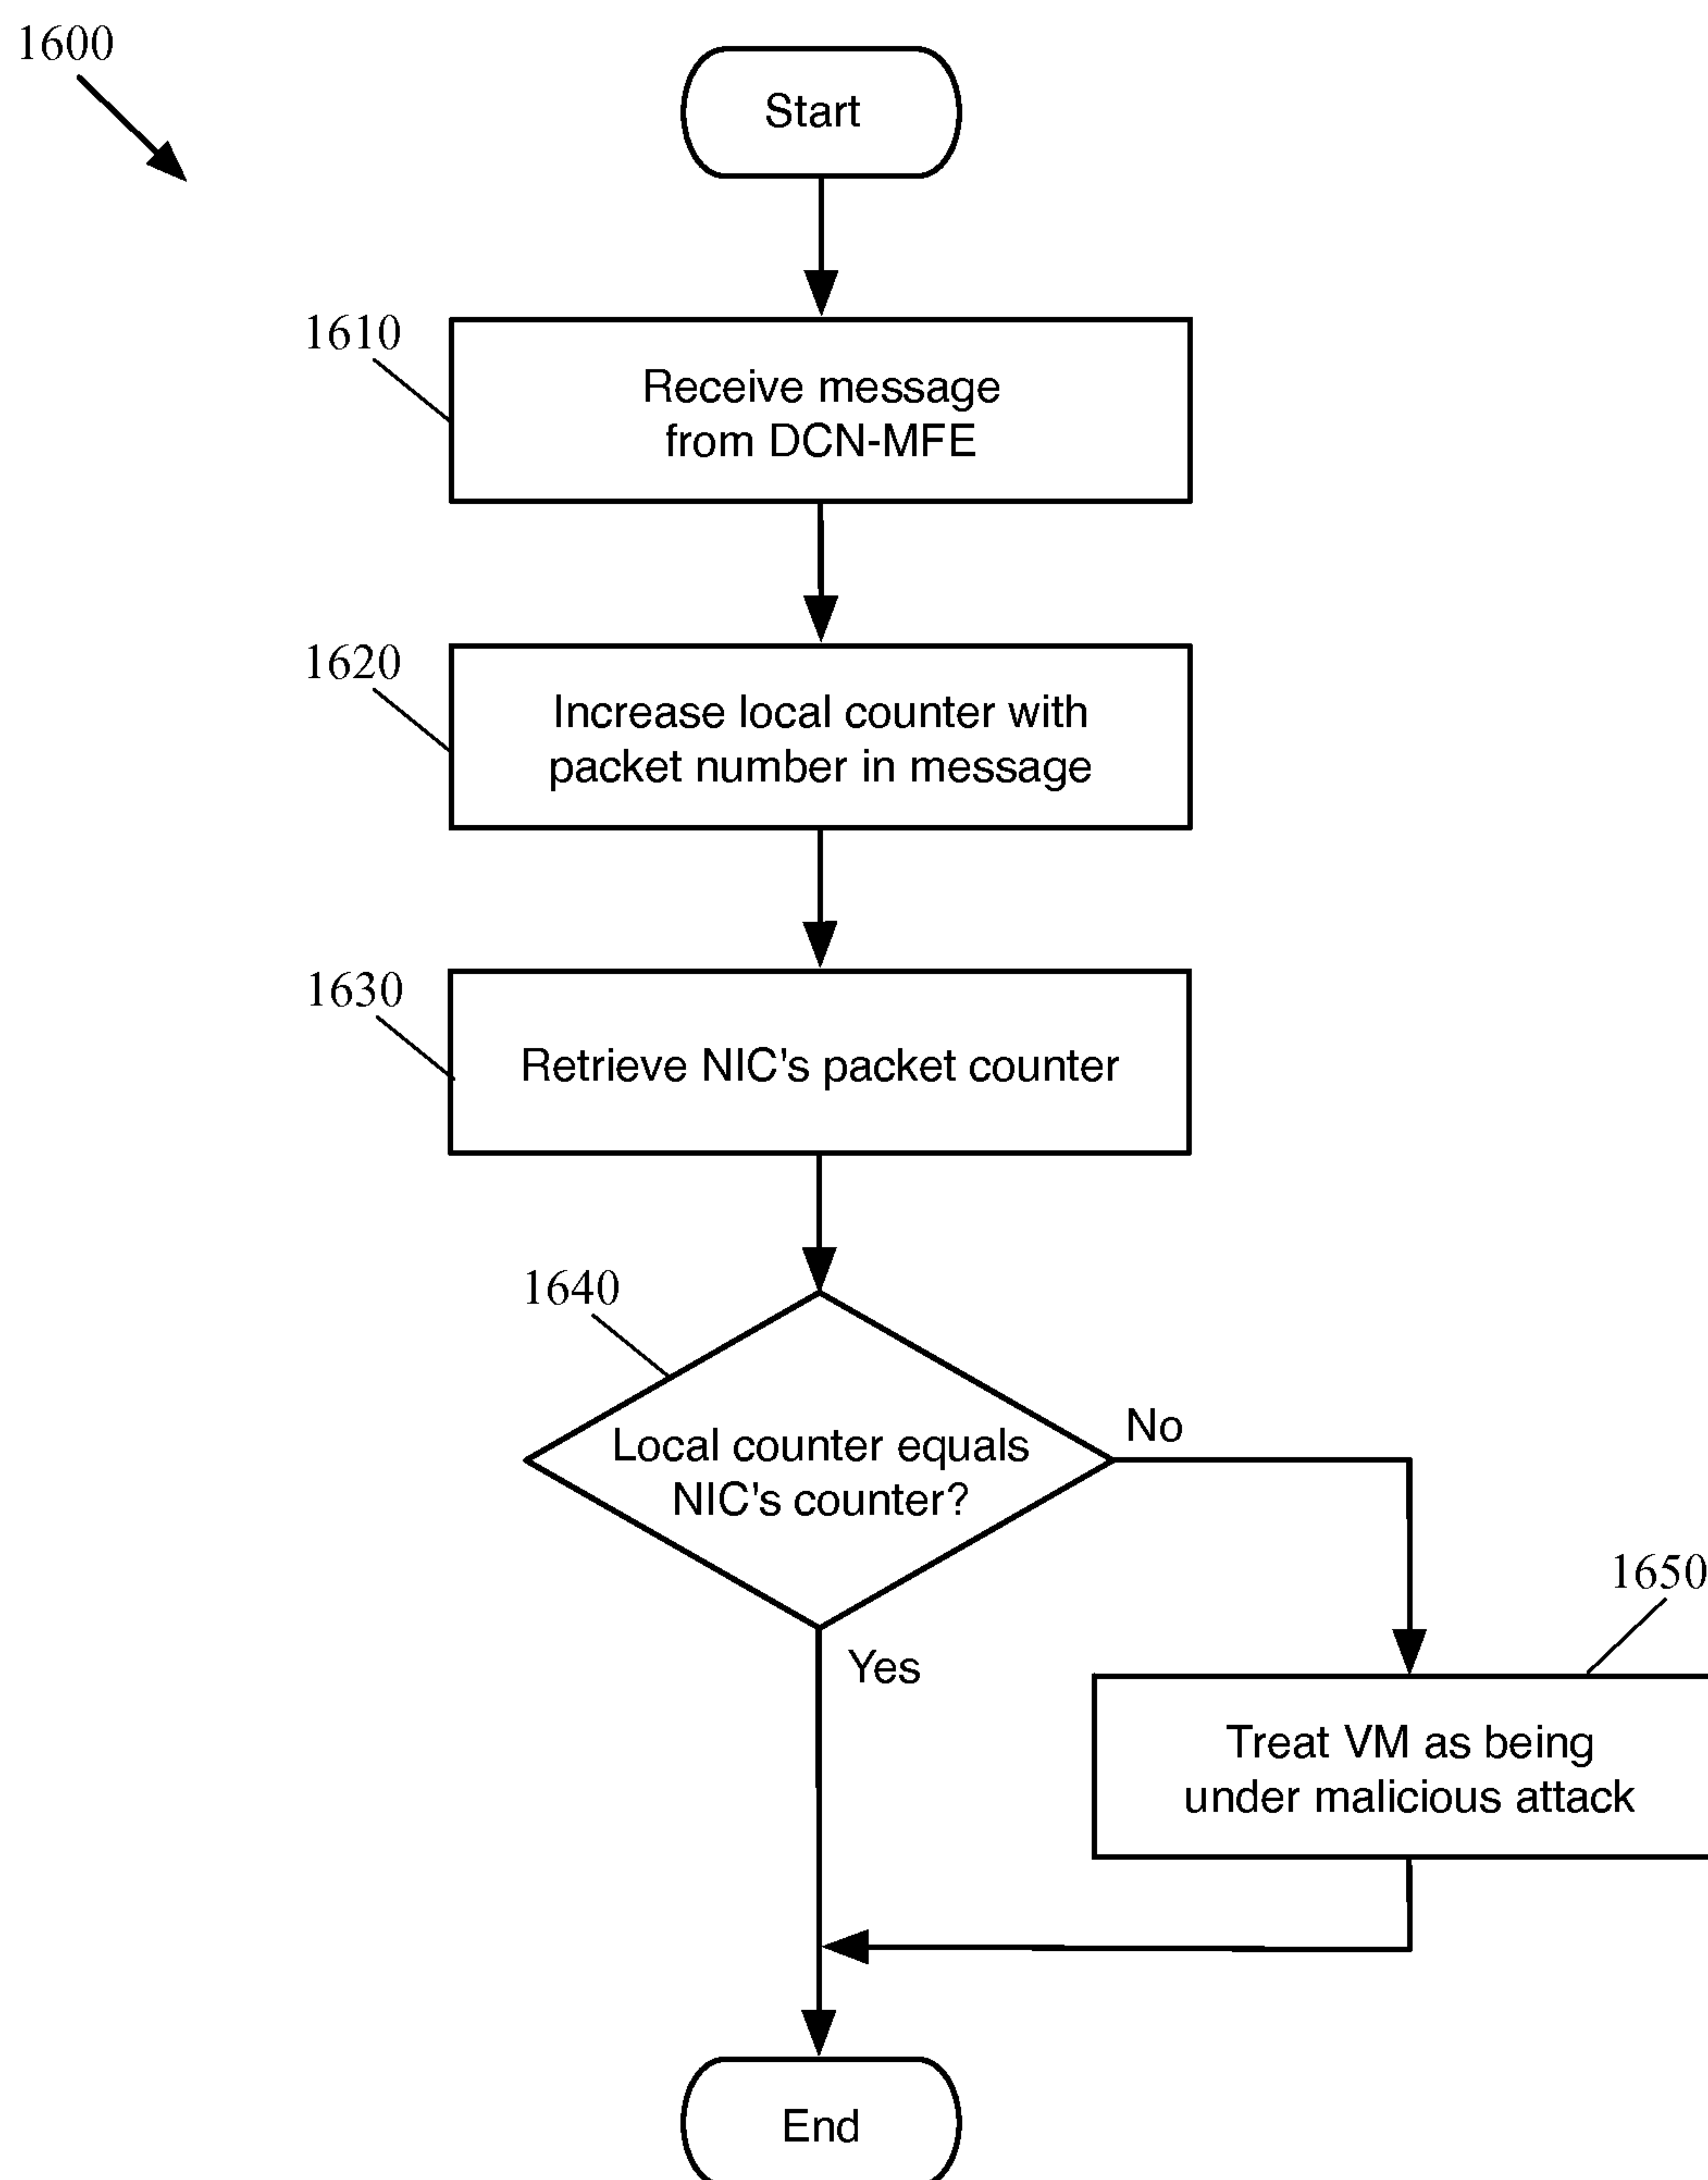 1600
Start
1610
Receive message
from DCN-MFE
1620
Increase local counter with
packet number in message
1630
Retrieve NIC's packet counter
1640
Local counter equals
NIC's counter?
No
Yes
1650
Treat VM as being
under malicious attack
End